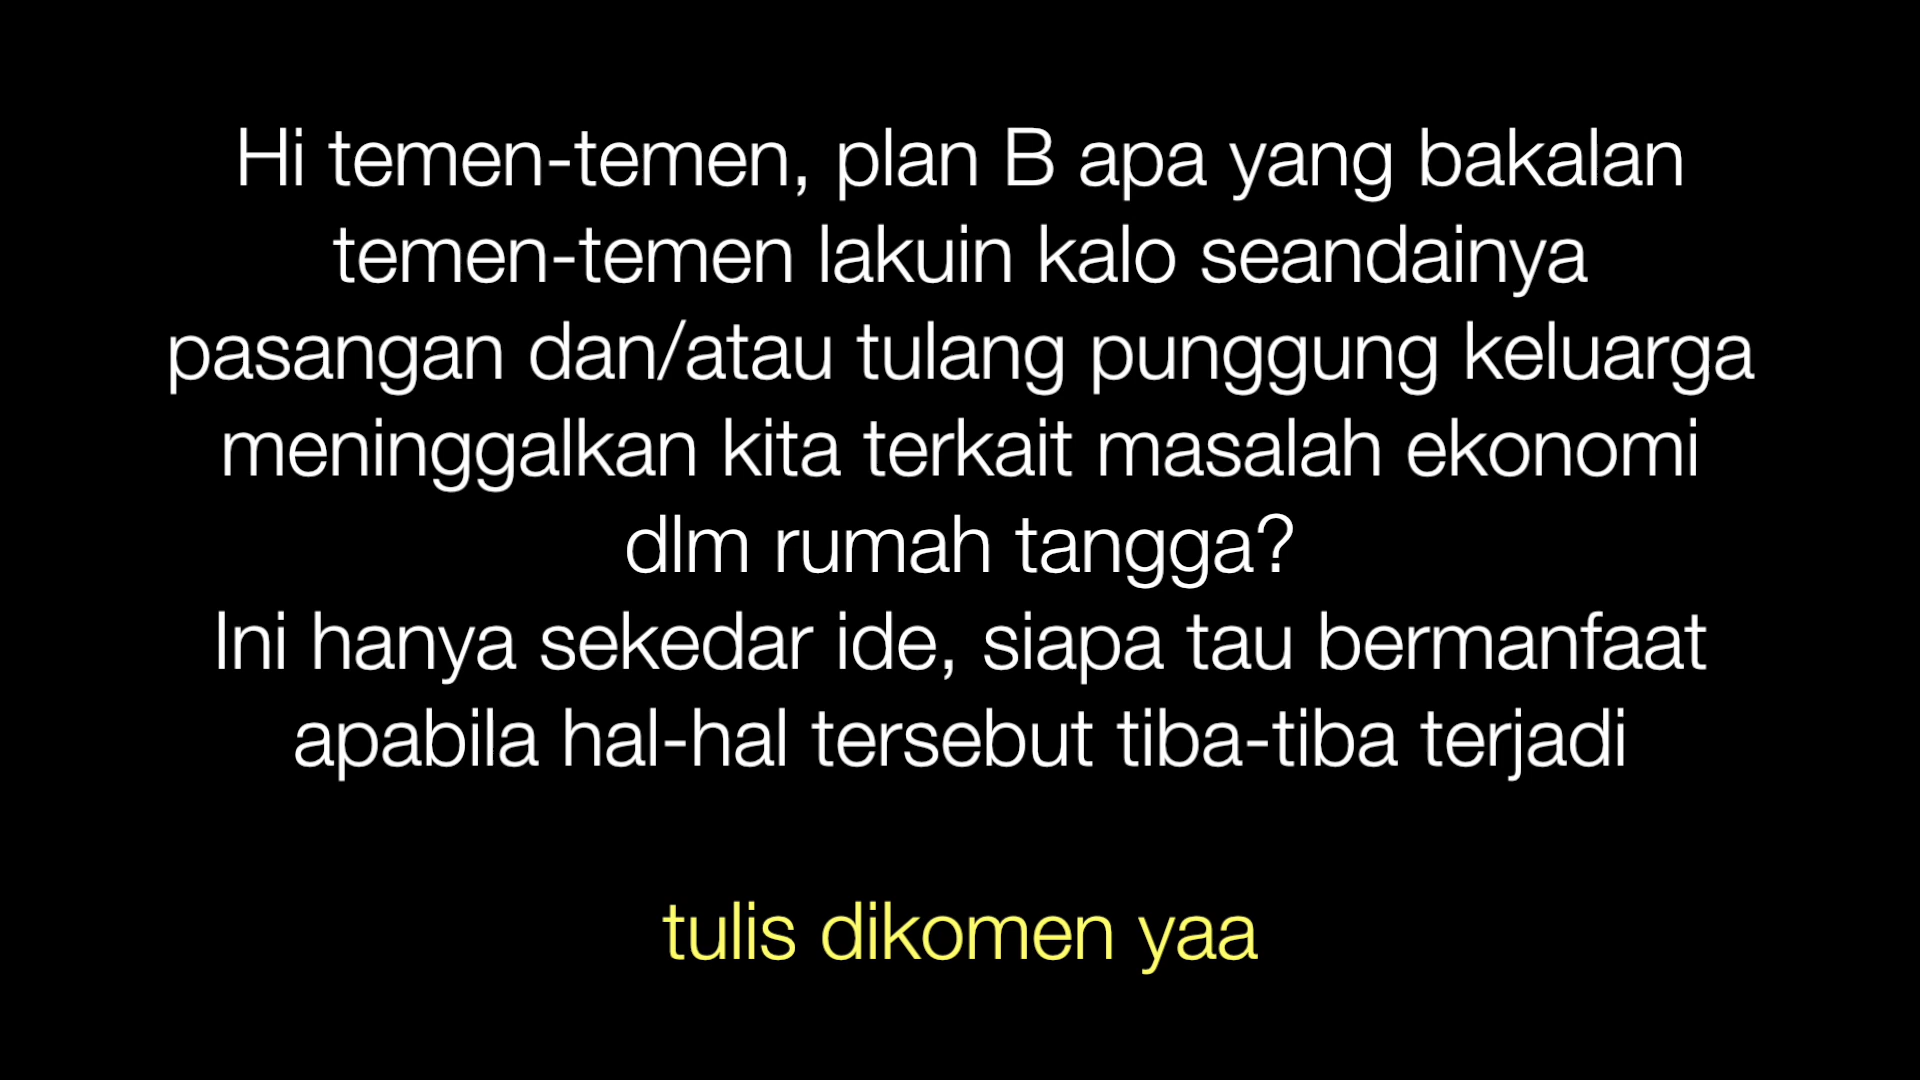 Hi temen-temen, plan B apa yang bakalan
temen-temen lakuin kalo seandainya
pasangan dan/atau tulang punggung keluarga
meninggalkan kita terkait masalah ekonomi
dlm rumah tangga?
Ini hanya sekedar ide, siapa tau bermanfaat
apabila hal-hal tersebut tiba-tiba terjadi
tulis dikomen yaa